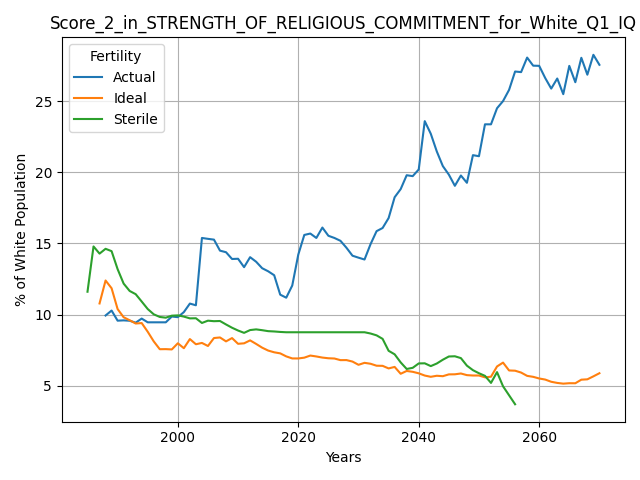 Score_2_in_STRENGTH_OF_RELIGIOUS_COMMITMENT_for_White_Q1_IQ
Fertility
Actual
Ideal
Sterile
% of White Population
25
20
15
10
5
2000 2020 2040 2060
Years